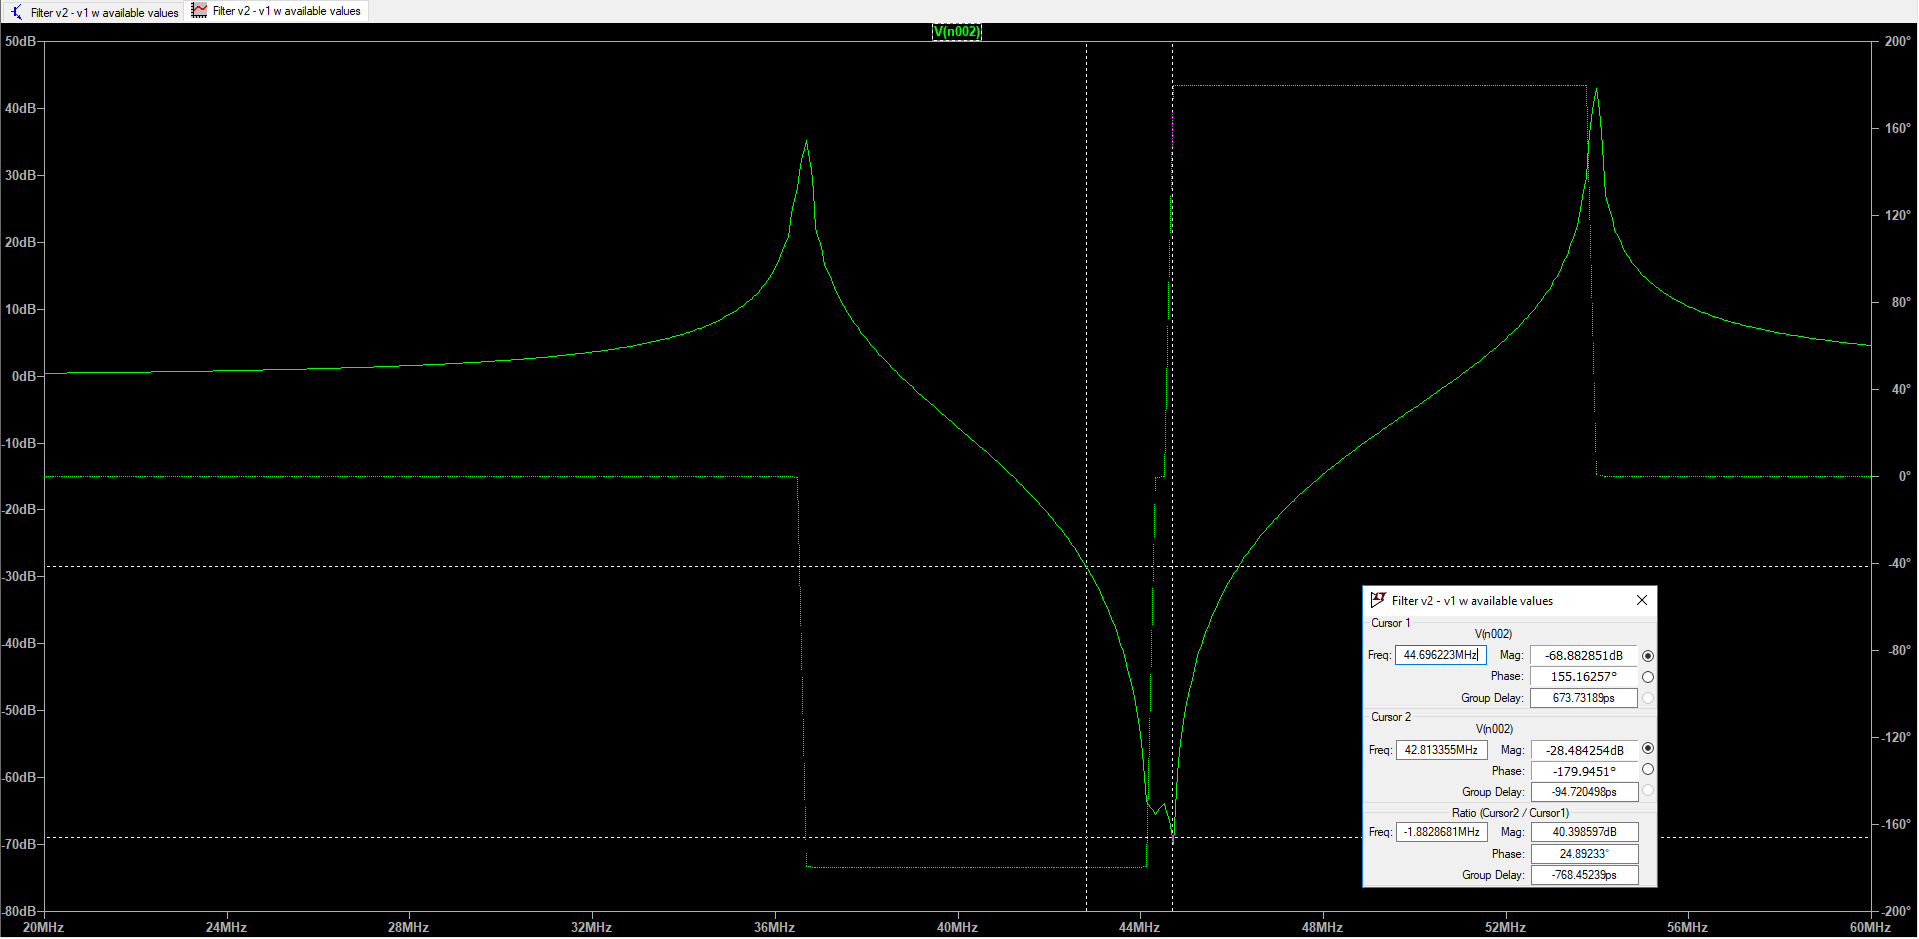 Filter v2 - v1 w available values
Filter v2 - v1 w available values
V(n002)
50dB
40dB
30dB
20dB
10dB
0dB
-10dB
-20dB
-30dB
-40dB
-50dB
-60dB
-70dB
-80dB
200°
160°
120°
80°
40°
0°
-40°
-80°
-120°
-160°
-200°
20MHz 24MHz 28MHz 32MHz 36MHz 40MHz 44MHz 48MHz 52MHz 56MHz 60MHz
Filter v2 - v1 w available values
Cursor 1
V(n002)
Freq: 44.696223MHz Mag: -68.882851dB
Phase: 155.16257°
Group Delay: 673.73189ps
Cursor 2
V(n002)
Freq: 42.813355MHz Mag: -28.484254dB
Phase: -179.9451°
Group Delay: -94.720498ps
Ratio (Cursor2 / Cursor1)
Freq: -1.8828681MHz Mag: 40.398597dB
Phase: 24.89233°
Group Delay: -768.45239ps